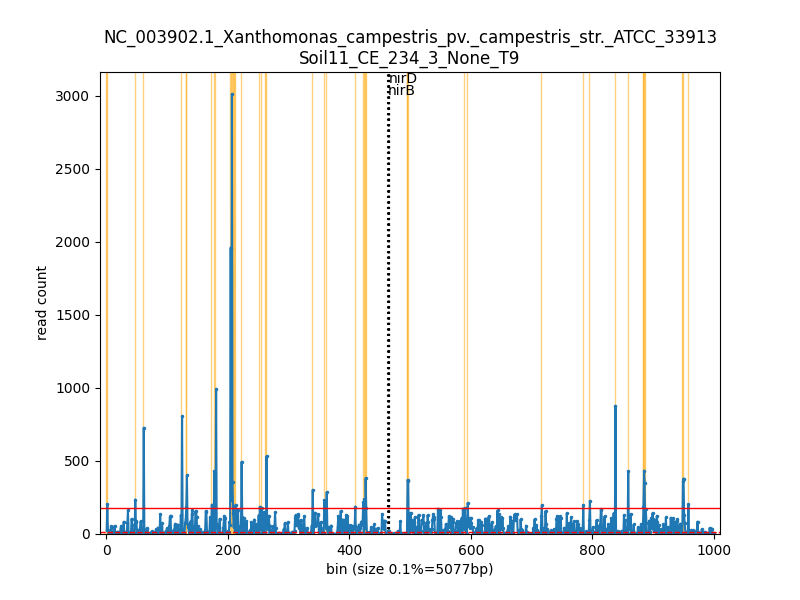 NC_003902.1_Xanthomonas_campestris_pv._campestris_str._ATCC_33913
Soil11_CE_234_3_None_T9
nirD
nirB
3000
2500
2000
1500
1000
500
0
read count
0 200 400 600 800 1000
bin (size 0.1%=5077bp)